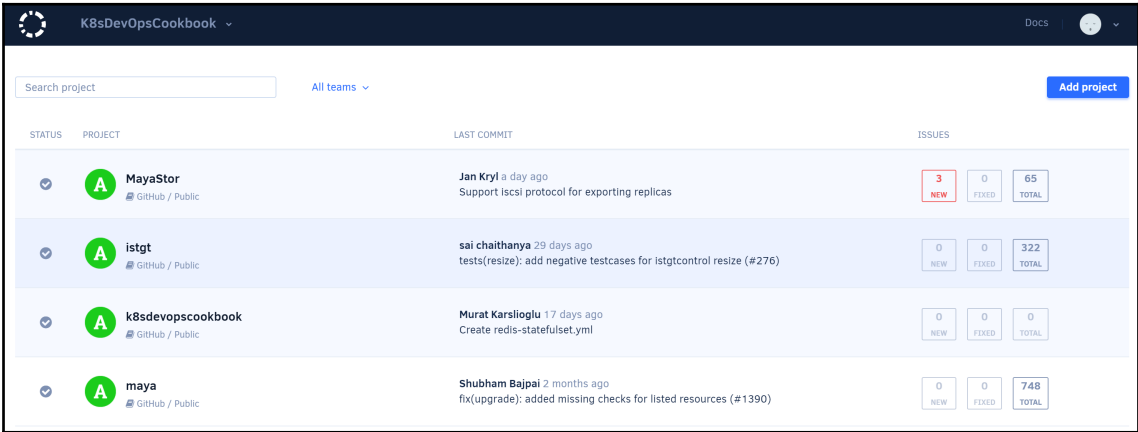 K8sDevOpsCookbook
Docs
Search project
All teams
Add project
STATUS PROJECT LAST COMMIT ISSUES
A MayaStor Jan Kryl a day ago 3 0 65
GitHub / Public Support iscsi protocol for exporting replicas NEW FIXED TOTAL
A istgt sai chaithanya 29 days ago 0 0 322
GitHub / Public tests(resize): add negative testcases for istgtcontrol resize (#276) NEW FIXED TOTAL
A k8sdevopscookbook Murat Karslioglu 17 days ago 0 0 0
GitHub / Public Create redis-statefulset.yml NEW FIXED TOTAL
A maya Shubham Bajpai 2 months ago 0 0 748
GitHub / Public fix(upgrade): added missing checks for listed resources (#1390) NEW FIXED TOTAL